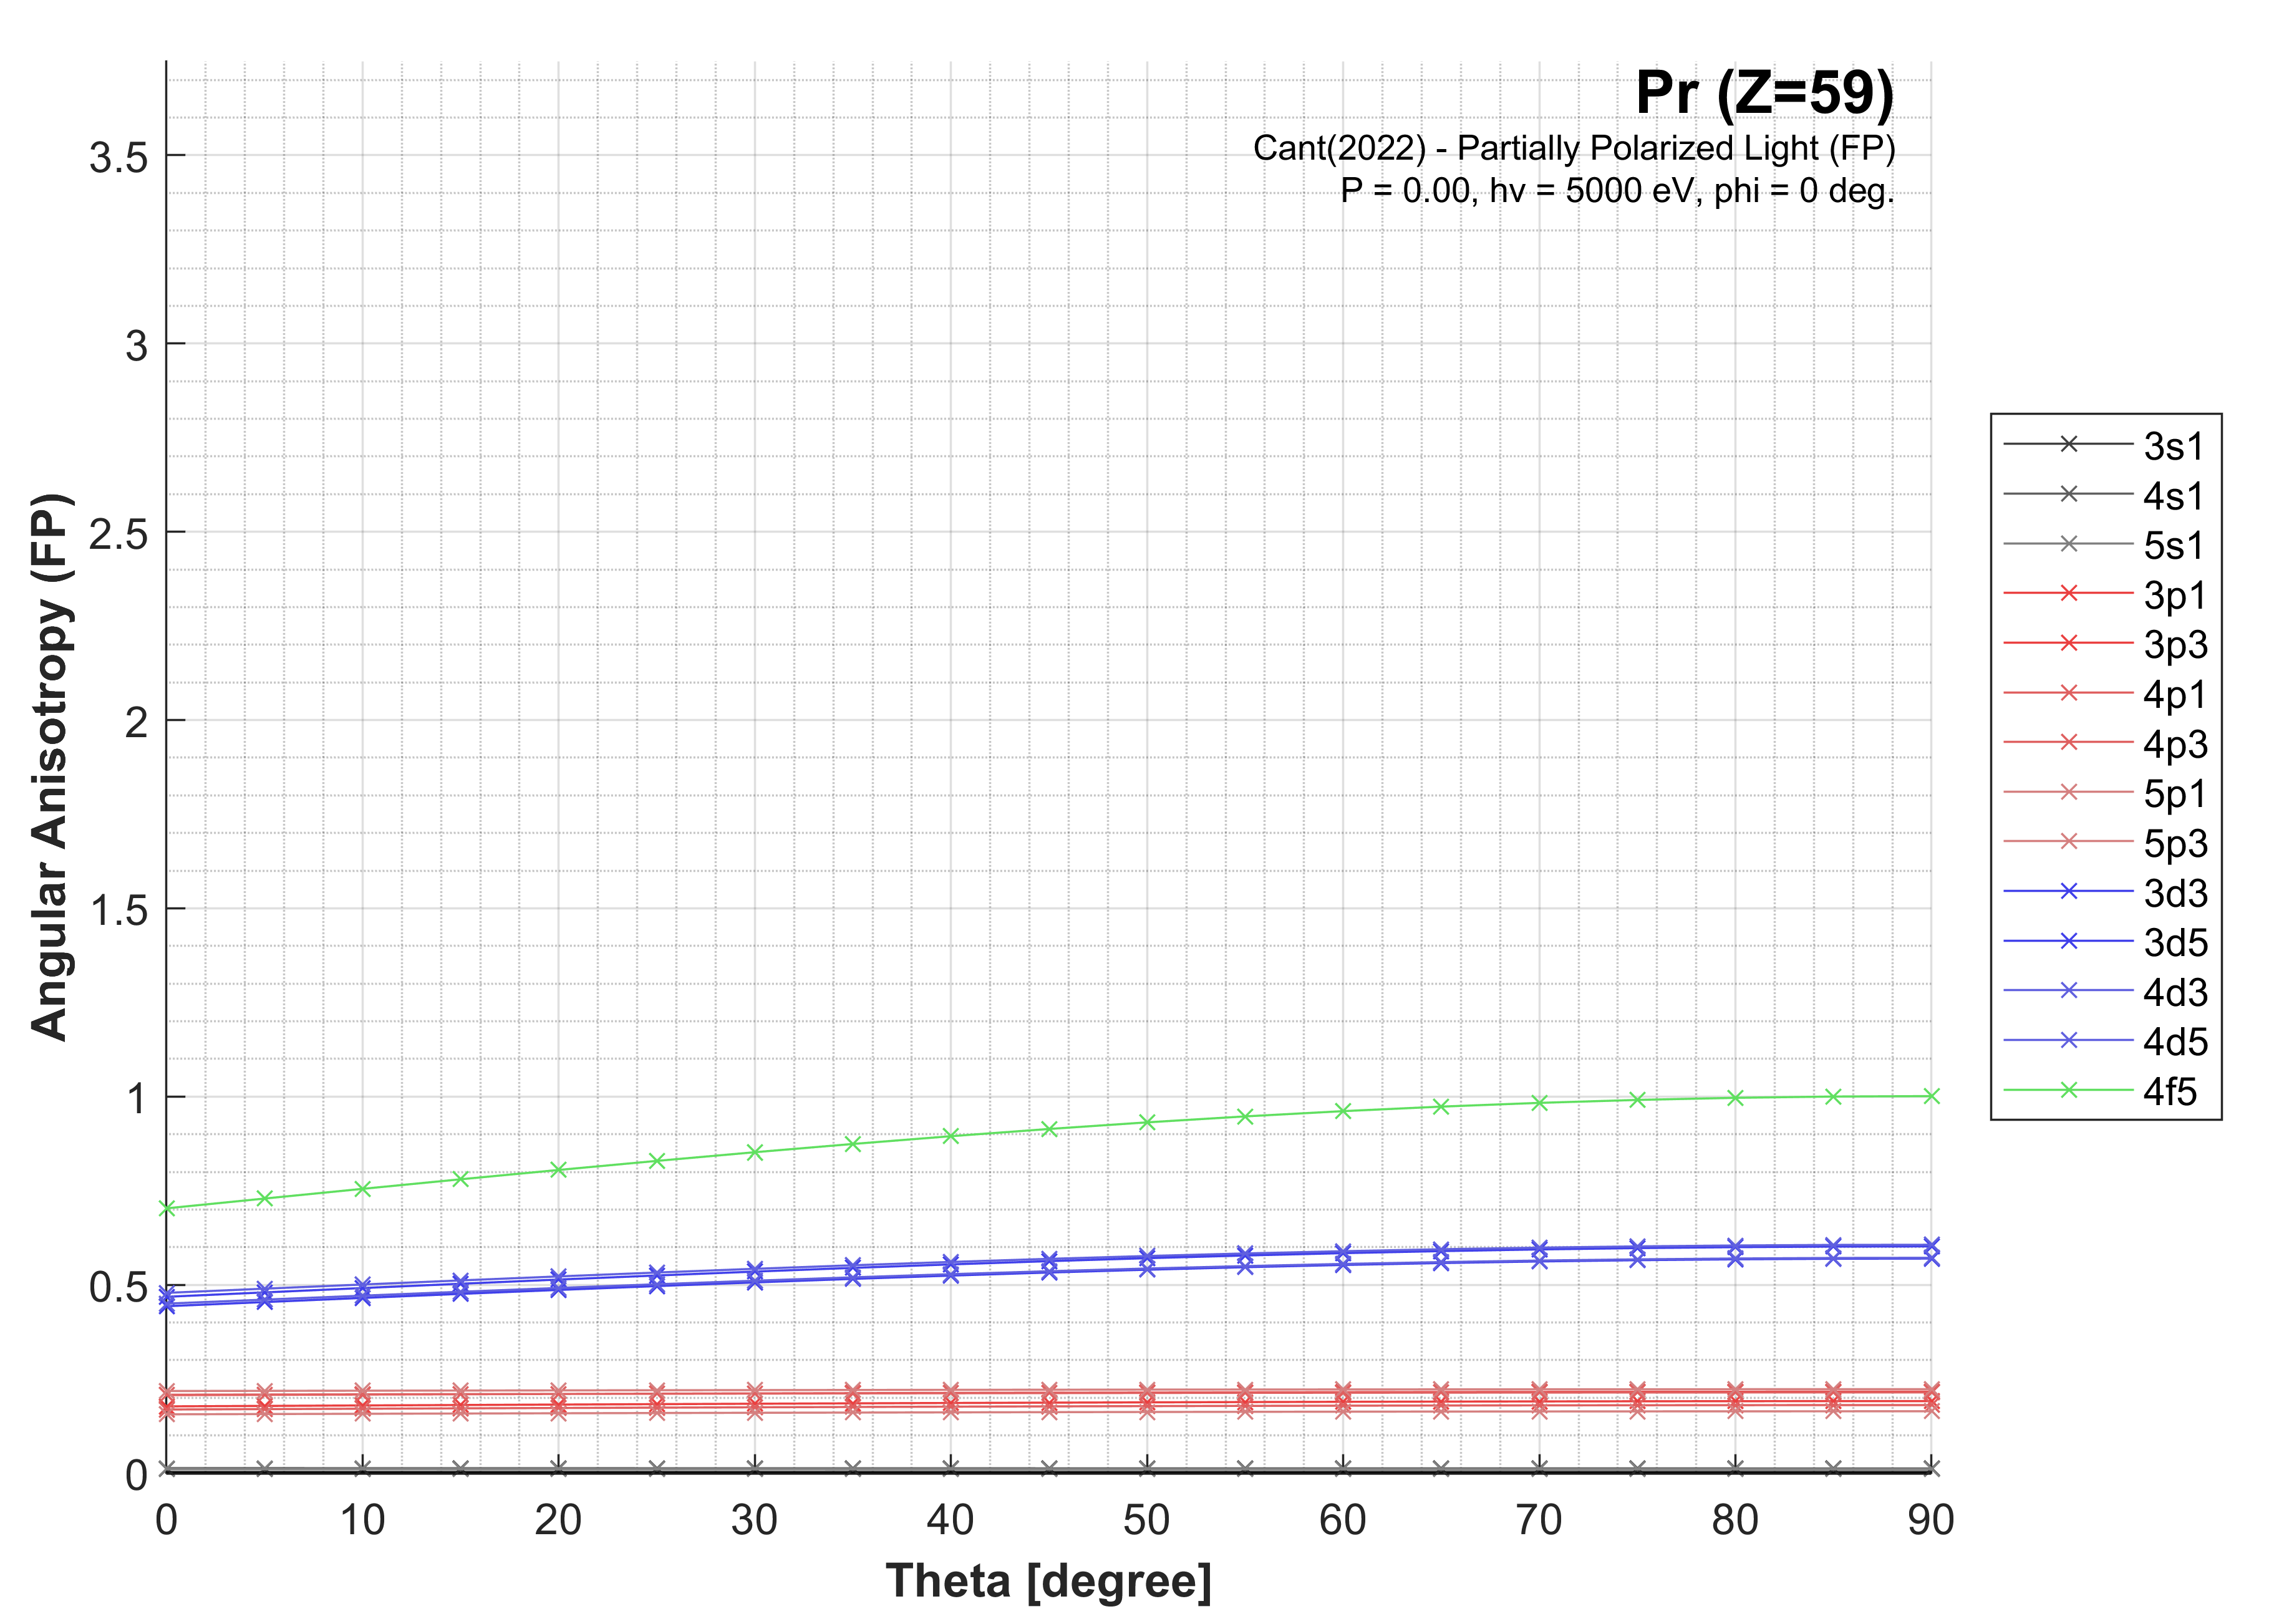 Pr (Z=59)
Cant(2022) - Partially Polarized Light (FP)
P = 0.00, hv = 5000 eV, phi = 0 deg.
Angular Anisotropy (FP)
3.5
3
2.5
2
1.5
1
0.5
0
0 10 20 30 40 50 60 70 80 90
Theta [degree]
3s1
4s1
5s1
3p1
3p3
4p1
4p3
5p1
5p3
3d3
3d5
4d3
4d5
4f5